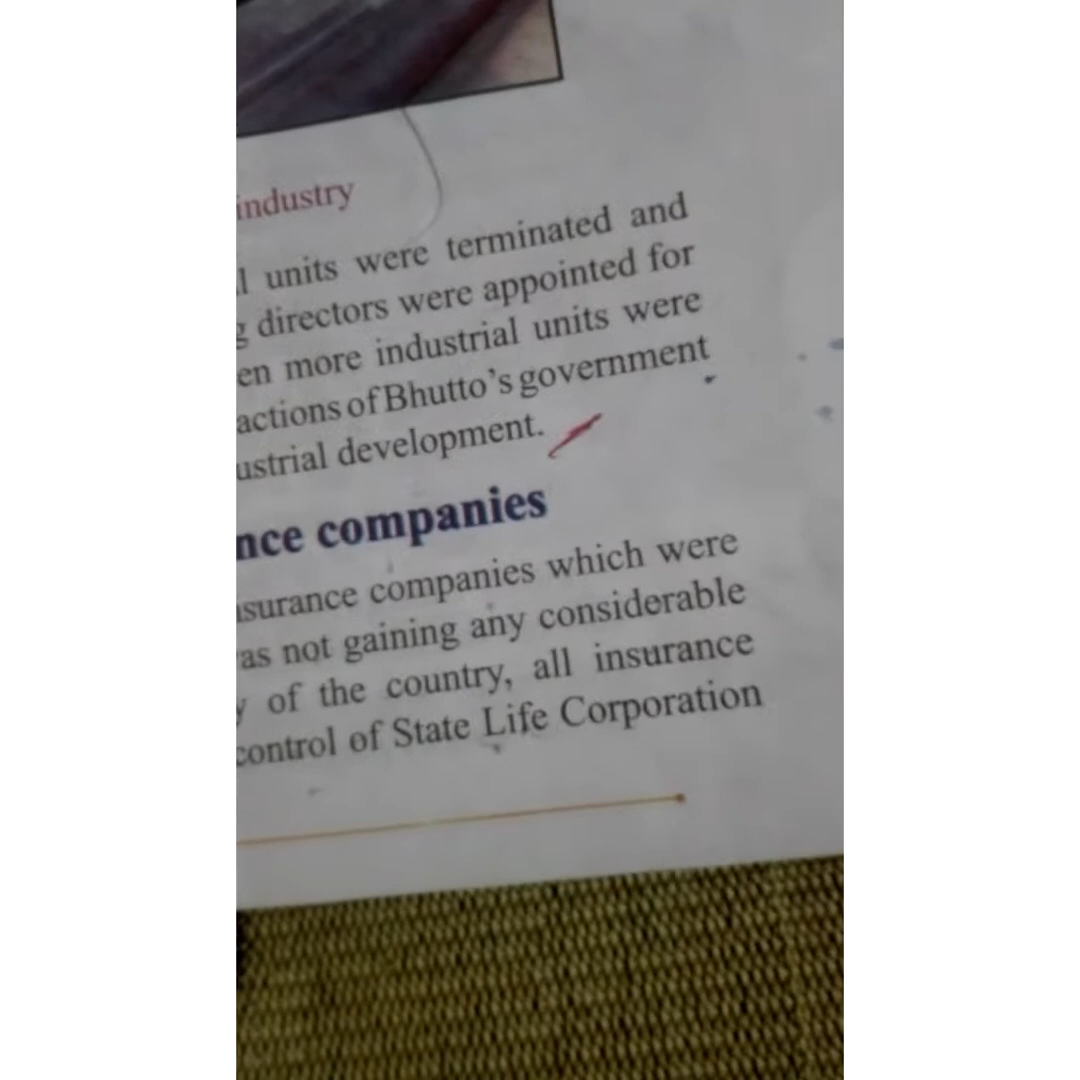 industry
l units were terminated and
g directors were appointed for
en more industrial units were
actions of Bhutto's government
ustrial development.
nce companies
surance companies which were
as not gaining any considerable
y of the country, all insurance
control of State Life Corporation